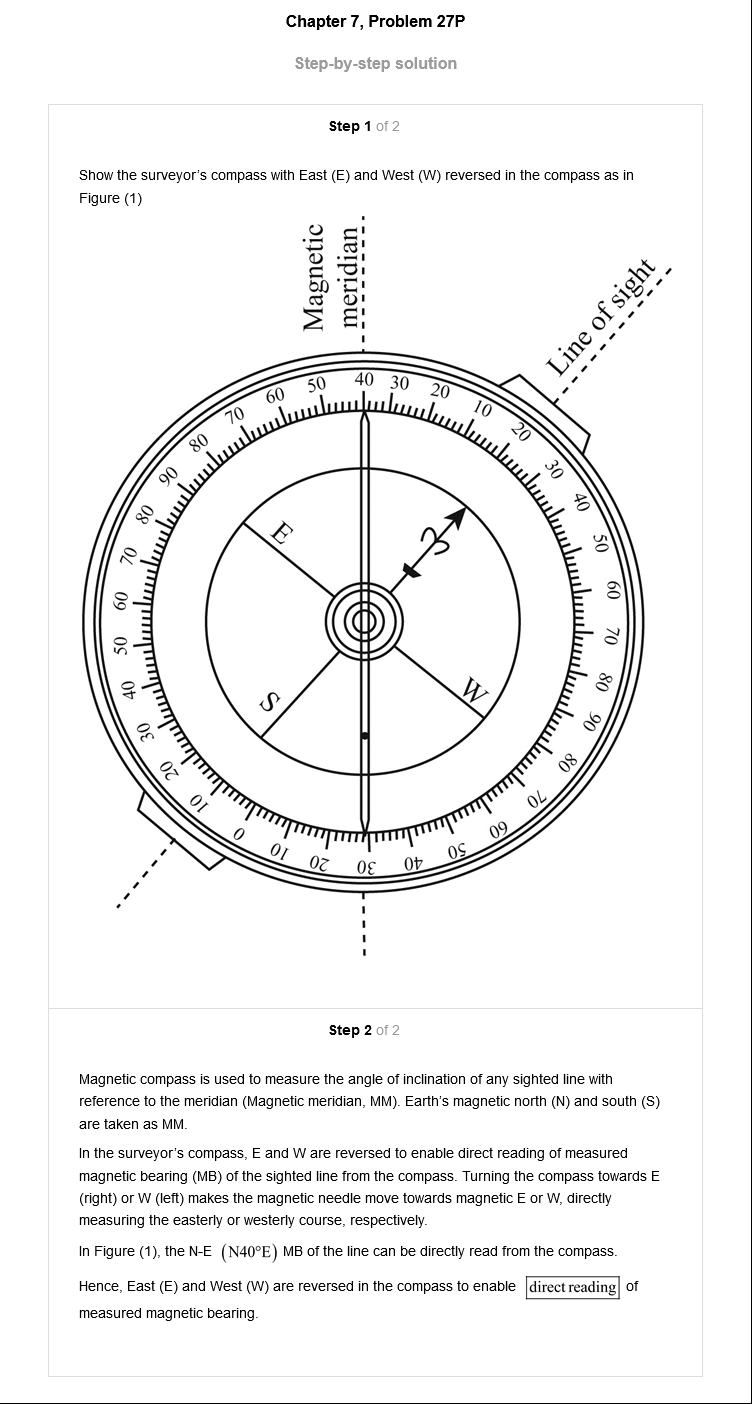 Chapter 7, Problem 27P
Step-by-step solution
Step 1 of 2
Show the surveyor's compass with East (E) and West (W) reversed in the compass as in
Figure (1)
Magnetic
meridian
Line of sight
40 30 20 10 20 30 40 50 60 70 80 90 80 70 60 50 40 30 20 10 0 10 20 30 40 50 60 70 80 90 80 70 60 50
E
W
S
Step 2 of 2
Magnetic compass is used to measure the angle of inclination of any sighted line with
reference to the meridian (Magnetic meridian, MM). Earth's magnetic north (N) and south (S)
are taken as MM.
In the surveyor's compass, E and W are reversed to enable direct reading of measured
magnetic bearing (MB) of the sighted line from the compass. Turning the compass towards E
(right) or W (left) makes the magnetic needle move towards magnetic E or W, directly
measuring the easterly or westerly course, respectively.
In Figure (1), the N-E (N40°E) MB of the line can be directly read from the compass.
Hence, East (E) and West (W) are reversed in the compass to enable direct reading of
measured magnetic bearing.